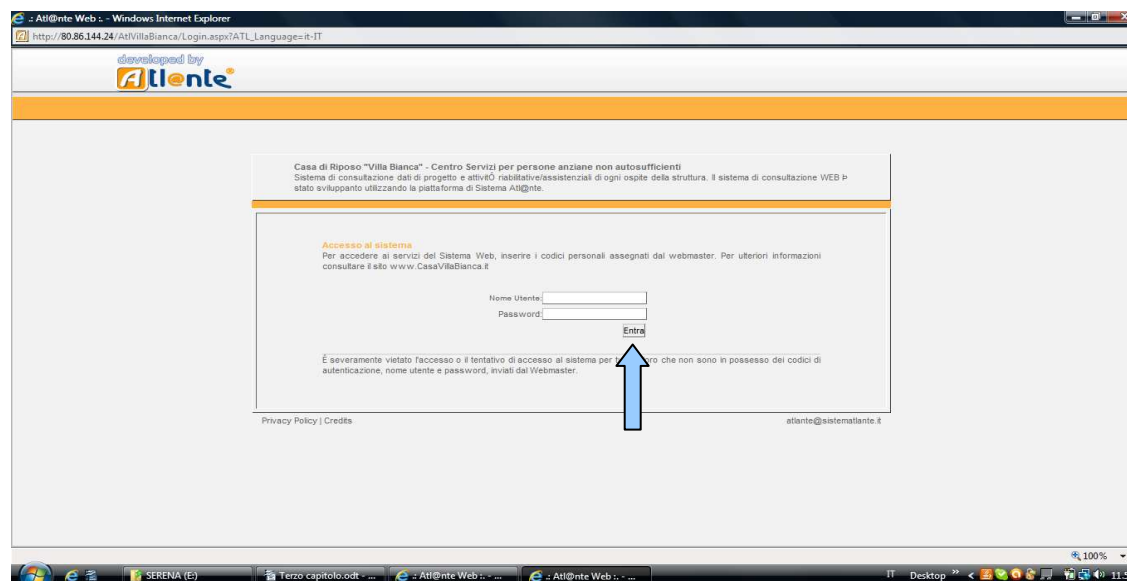 .: Atl@nte Web :. - Windows Internet Explorer
http://80.86.144.24/AtlVillaBianca/Login.aspx?ATL_Language=it-IT
developed by
Atlante
Casa di Riposo "Villa Bianca" - Centro Servizi per persone anziane non autosufficienti
Sistema di consultazione dati di progetto e attivitÓ riabilitative/assistenziali di ogni ospite della struttura. Il sistema di consultazione WEB Þ
stato sviluppanto utilizzando la piattaforma di Sistema Atl@nte.
Accesso al sistema
Per accedere ai servizi del Sistema Web, inserire i codici personali assegnati dal webmaster. Per ulteriori informazioni
consultare il sito www.CasaVillaBianca.it
Nome Utente:
Password:
Entra
È severamente vietato l'accesso o il tentativo di accesso al sistema per che non sono in possesso dei codici di
autenticazione, nome utente e password, inviati dal Webmaster.
Privacy Policy | Credits
atlante@sistematlante.it
100%
SERENA (E:)
Terzo capitolo.odt - ...
.: Atl@nte Web :. - ...
.: Atl@nte Web :. - ...
IT
Desktop